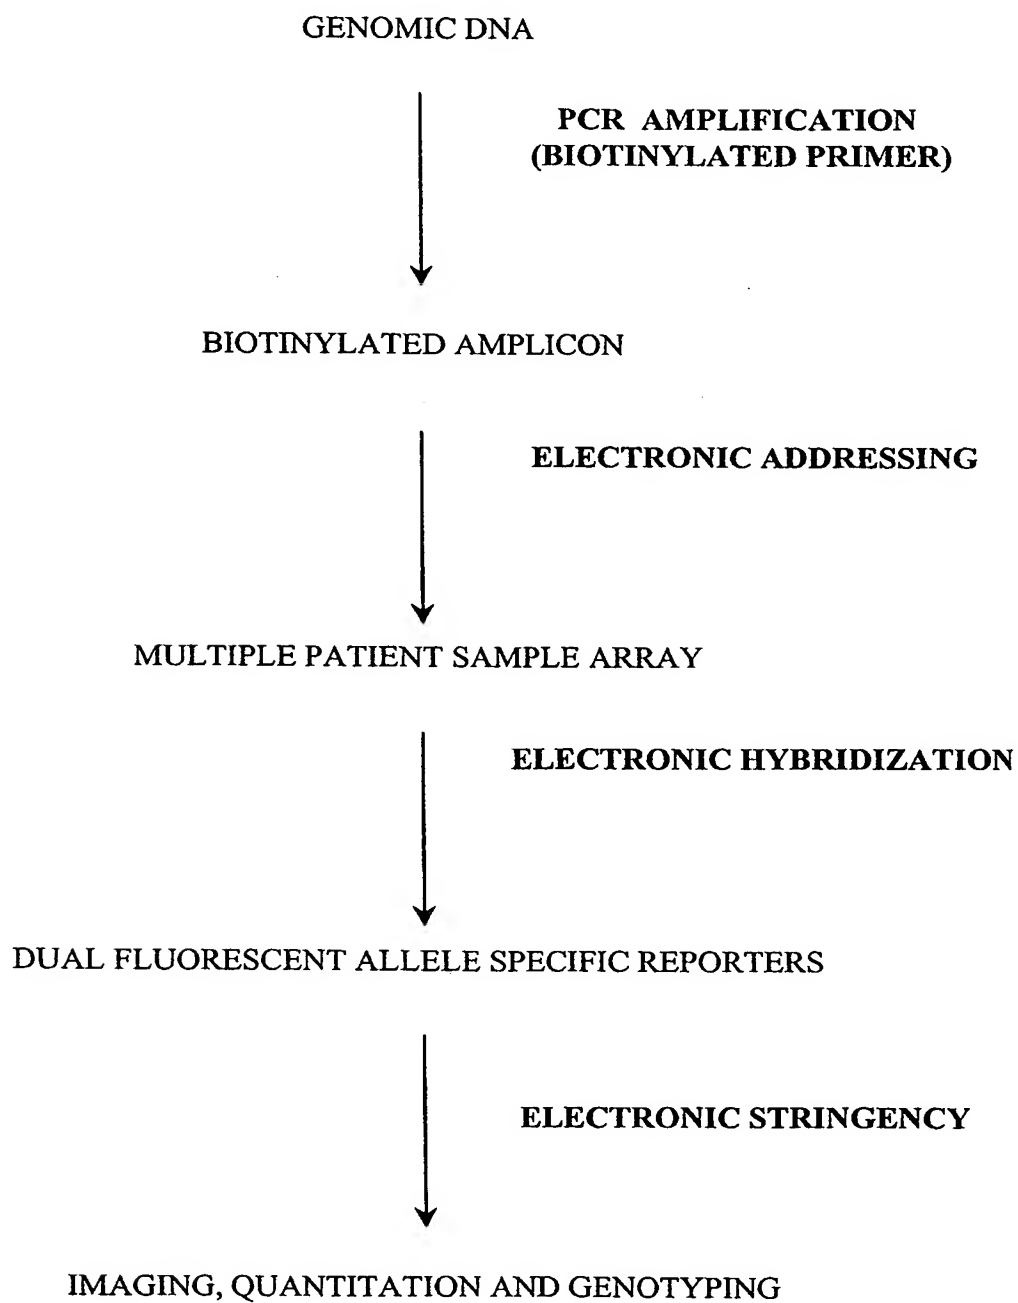 GENOMIC DNA
PCR AMPLIFICATION
(BIOTINYLATED PRIMER)
BIOTINYLATED AMPLICON
ELECTRONIC ADDRESSING
MULTIPLE PATIENT SAMPLE ARRAY
ELECTRONIC HYBRIDIZATION
DUAL FLUORESCENT ALLELE SPECIFIC REPORTERS
ELECTRONIC STRINGENCY
IMAGING, QUANTITATION AND GENOTYPING